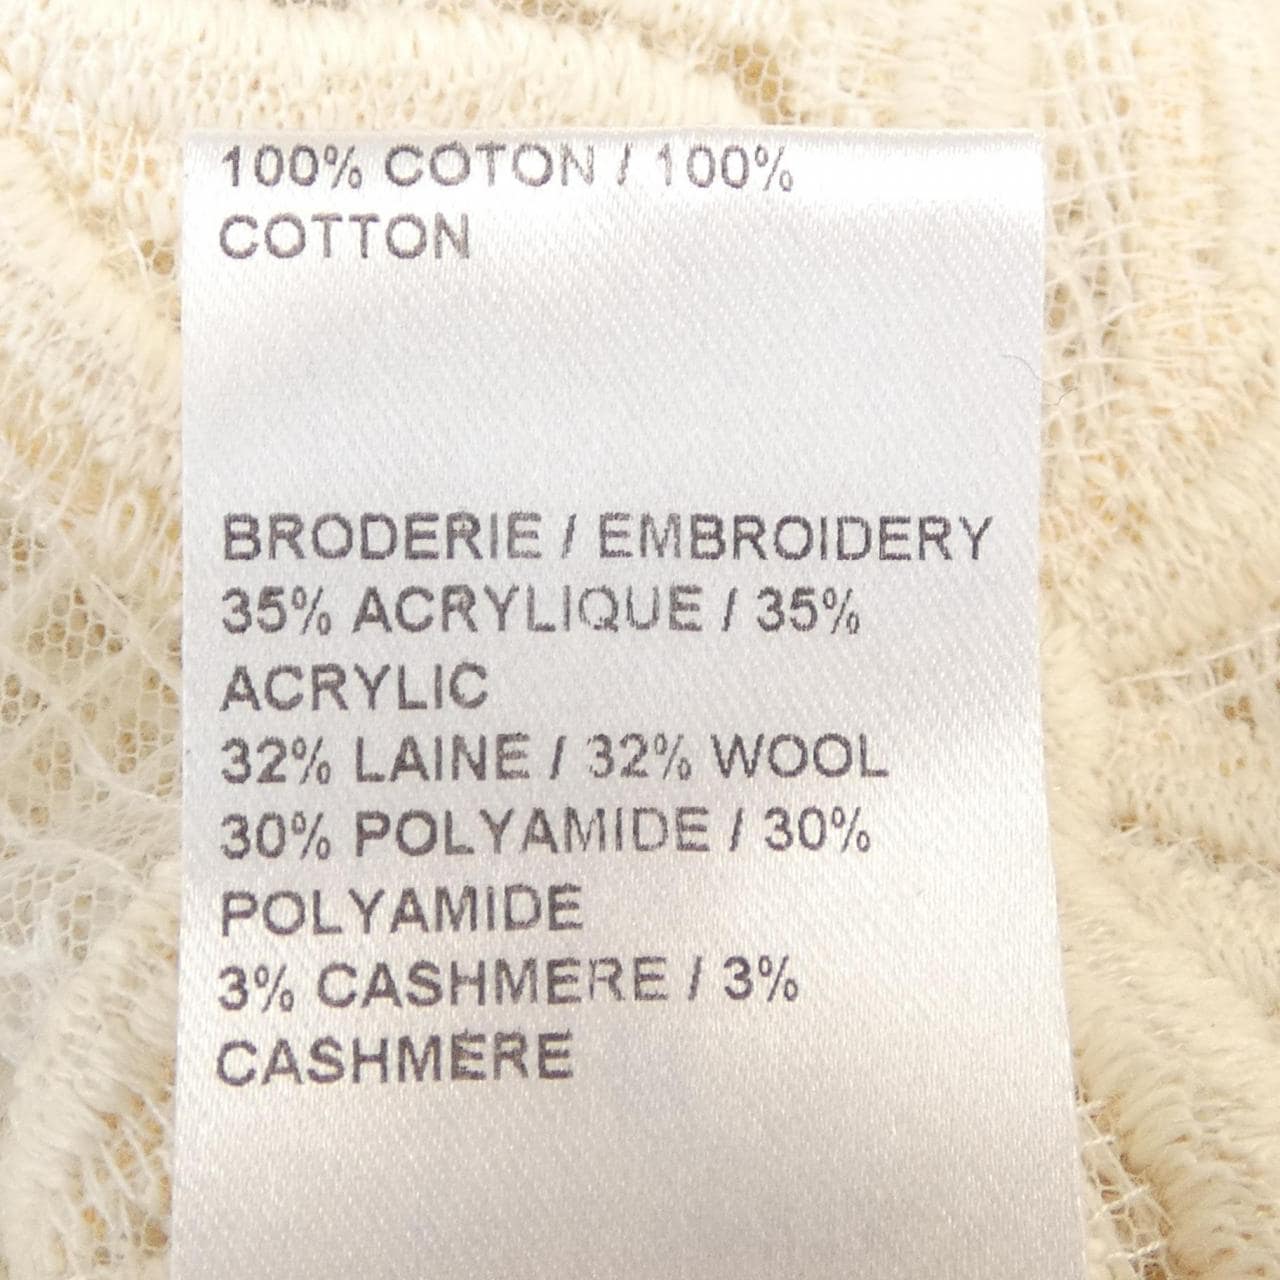 100% COTON / 100%
COTTON
BRODERIE / EMBROIDERY
35% ACRYLIQUE / 35%
ACRYLIC
32% LAINE / 32% WOOL
30% POLYAMIDE / 30%
POLYAMIDE
3% CASHMERE / 3%
CASHMERE